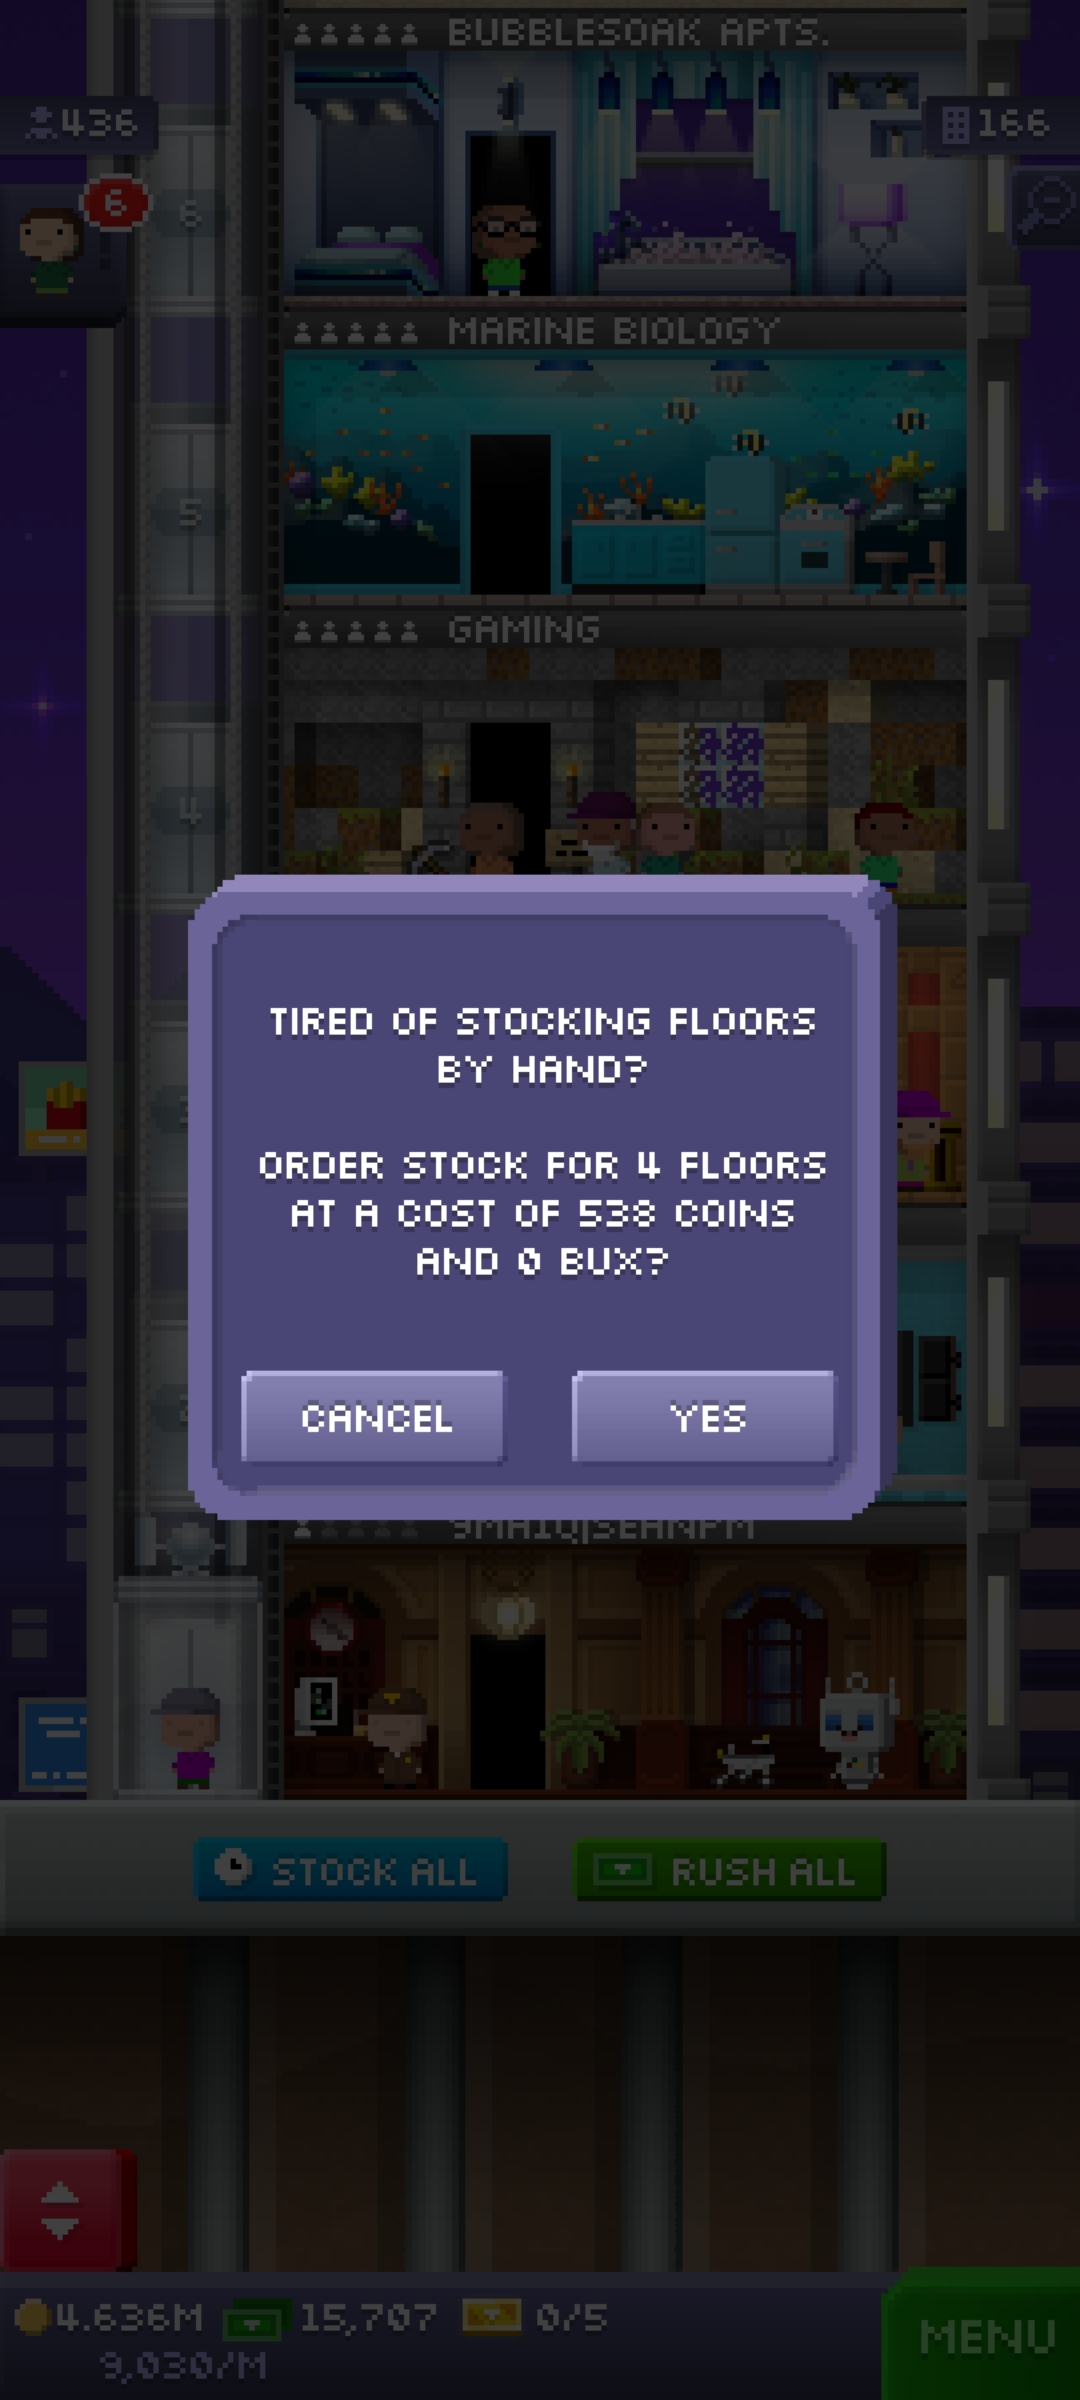 BUBBLESOAK APTS.
436
166
6
6
MARINE BIOLOGY
5
GAMING
4
TIRED OF STOCKING FLOORS
BY HAND?
ORDER STOCK FOR 4 FLOORS
AT A COST OF 538 COINS
AND 0 BUX?
CANCEL
YES
STOCK ALL
RUSH ALL
4.636M
15,707
0/5
9,030/M
MENU